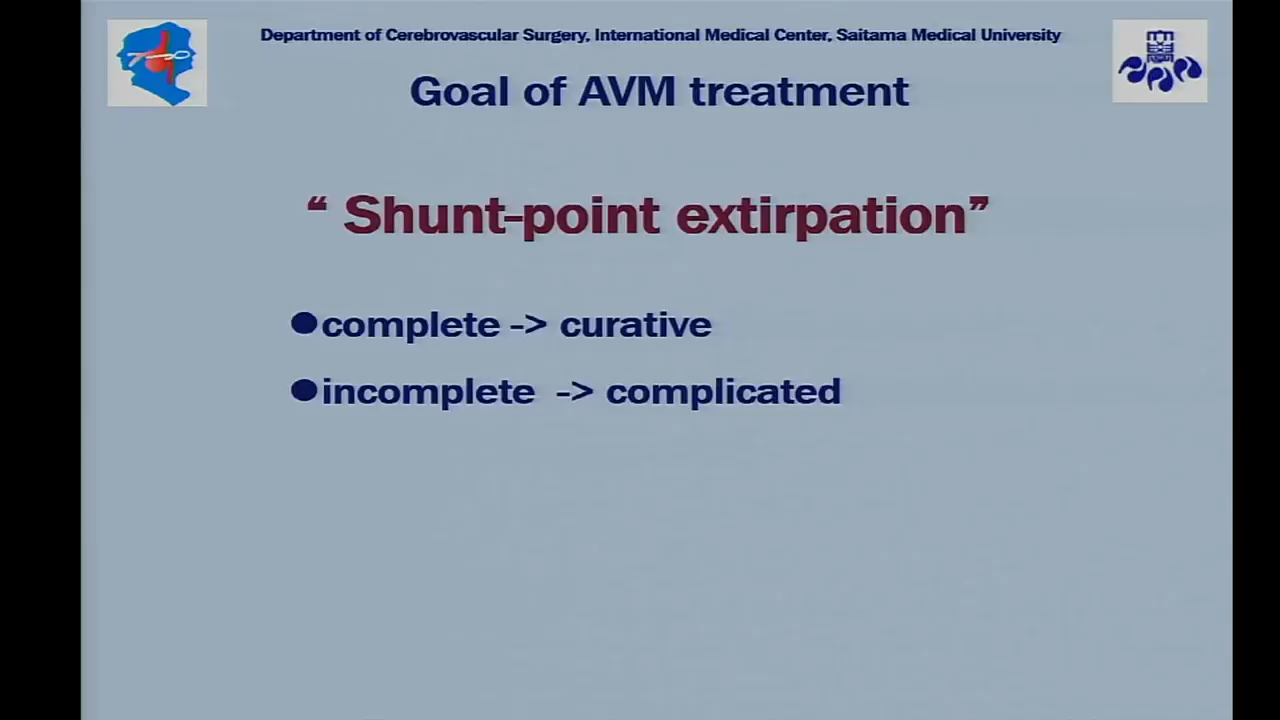 Department of Cerebrovascular Surgery, International Medical Center, Saitama Medical University
Goal of AVM treatment
“ Shunt-point extirpation”
●complete -> curative
●incomplete -> complicated